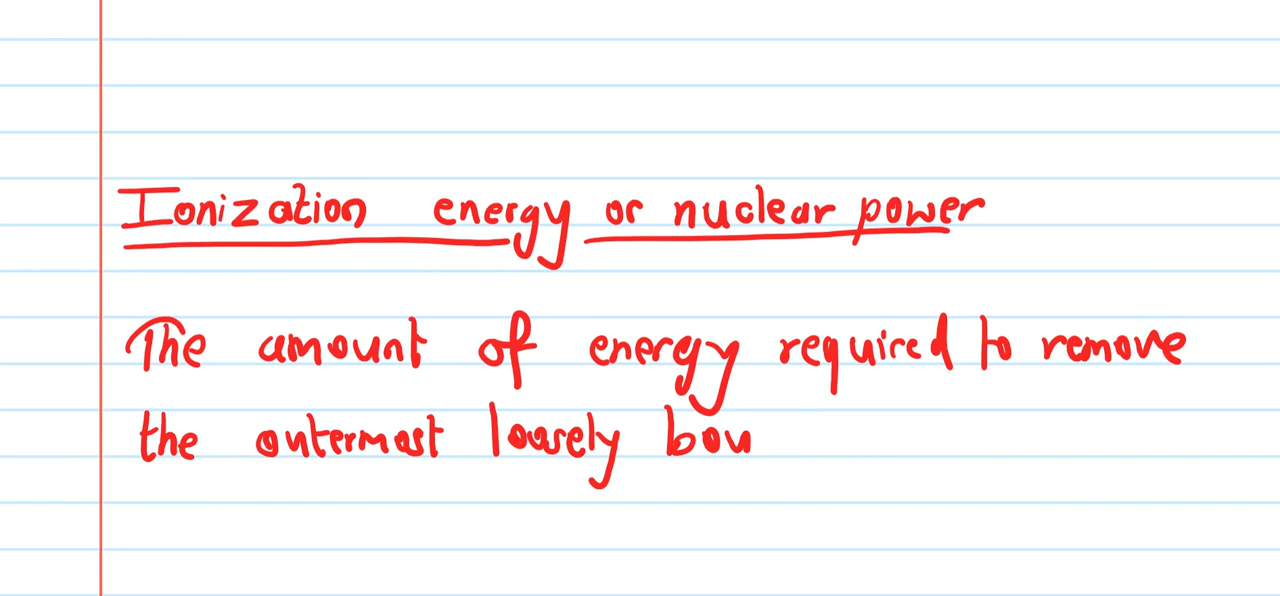 Ionization energy or nuclear power
The amount of energy required to remove
the outermost loosely bou